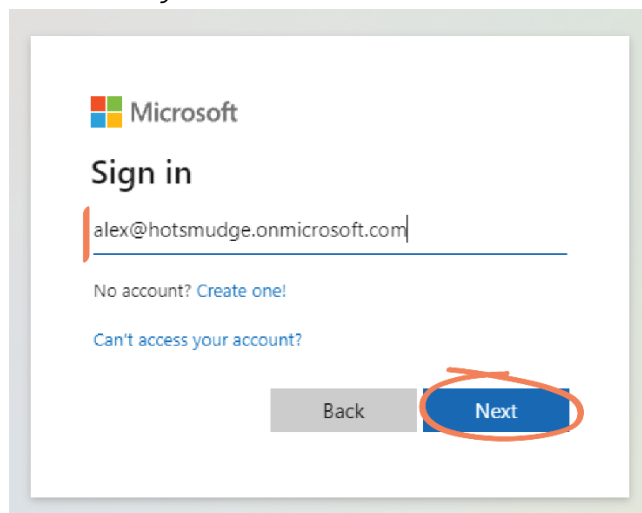 Microsoft
Sign in
alex@hotsmudge.onmicrosoft.com
No account? Create one!
Can't access your account?
Back Next